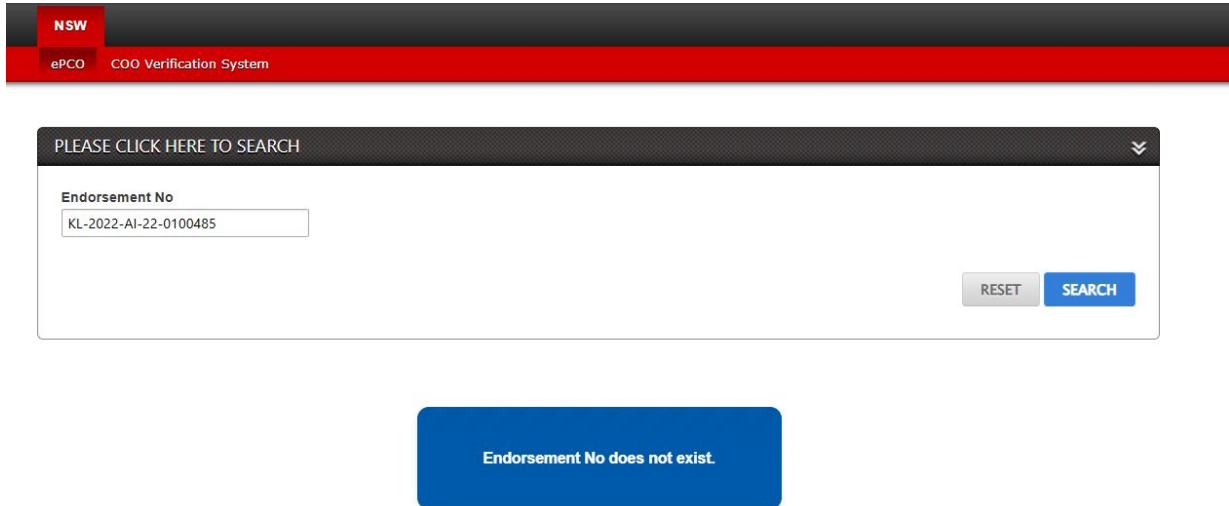 NSW
ePCO COO Verification System
PLEASE CLICK HERE TO SEARCH
Endorsement No
KL-2022-AI-22-0100485
RESET SEARCH
Endorsement No does not exist.